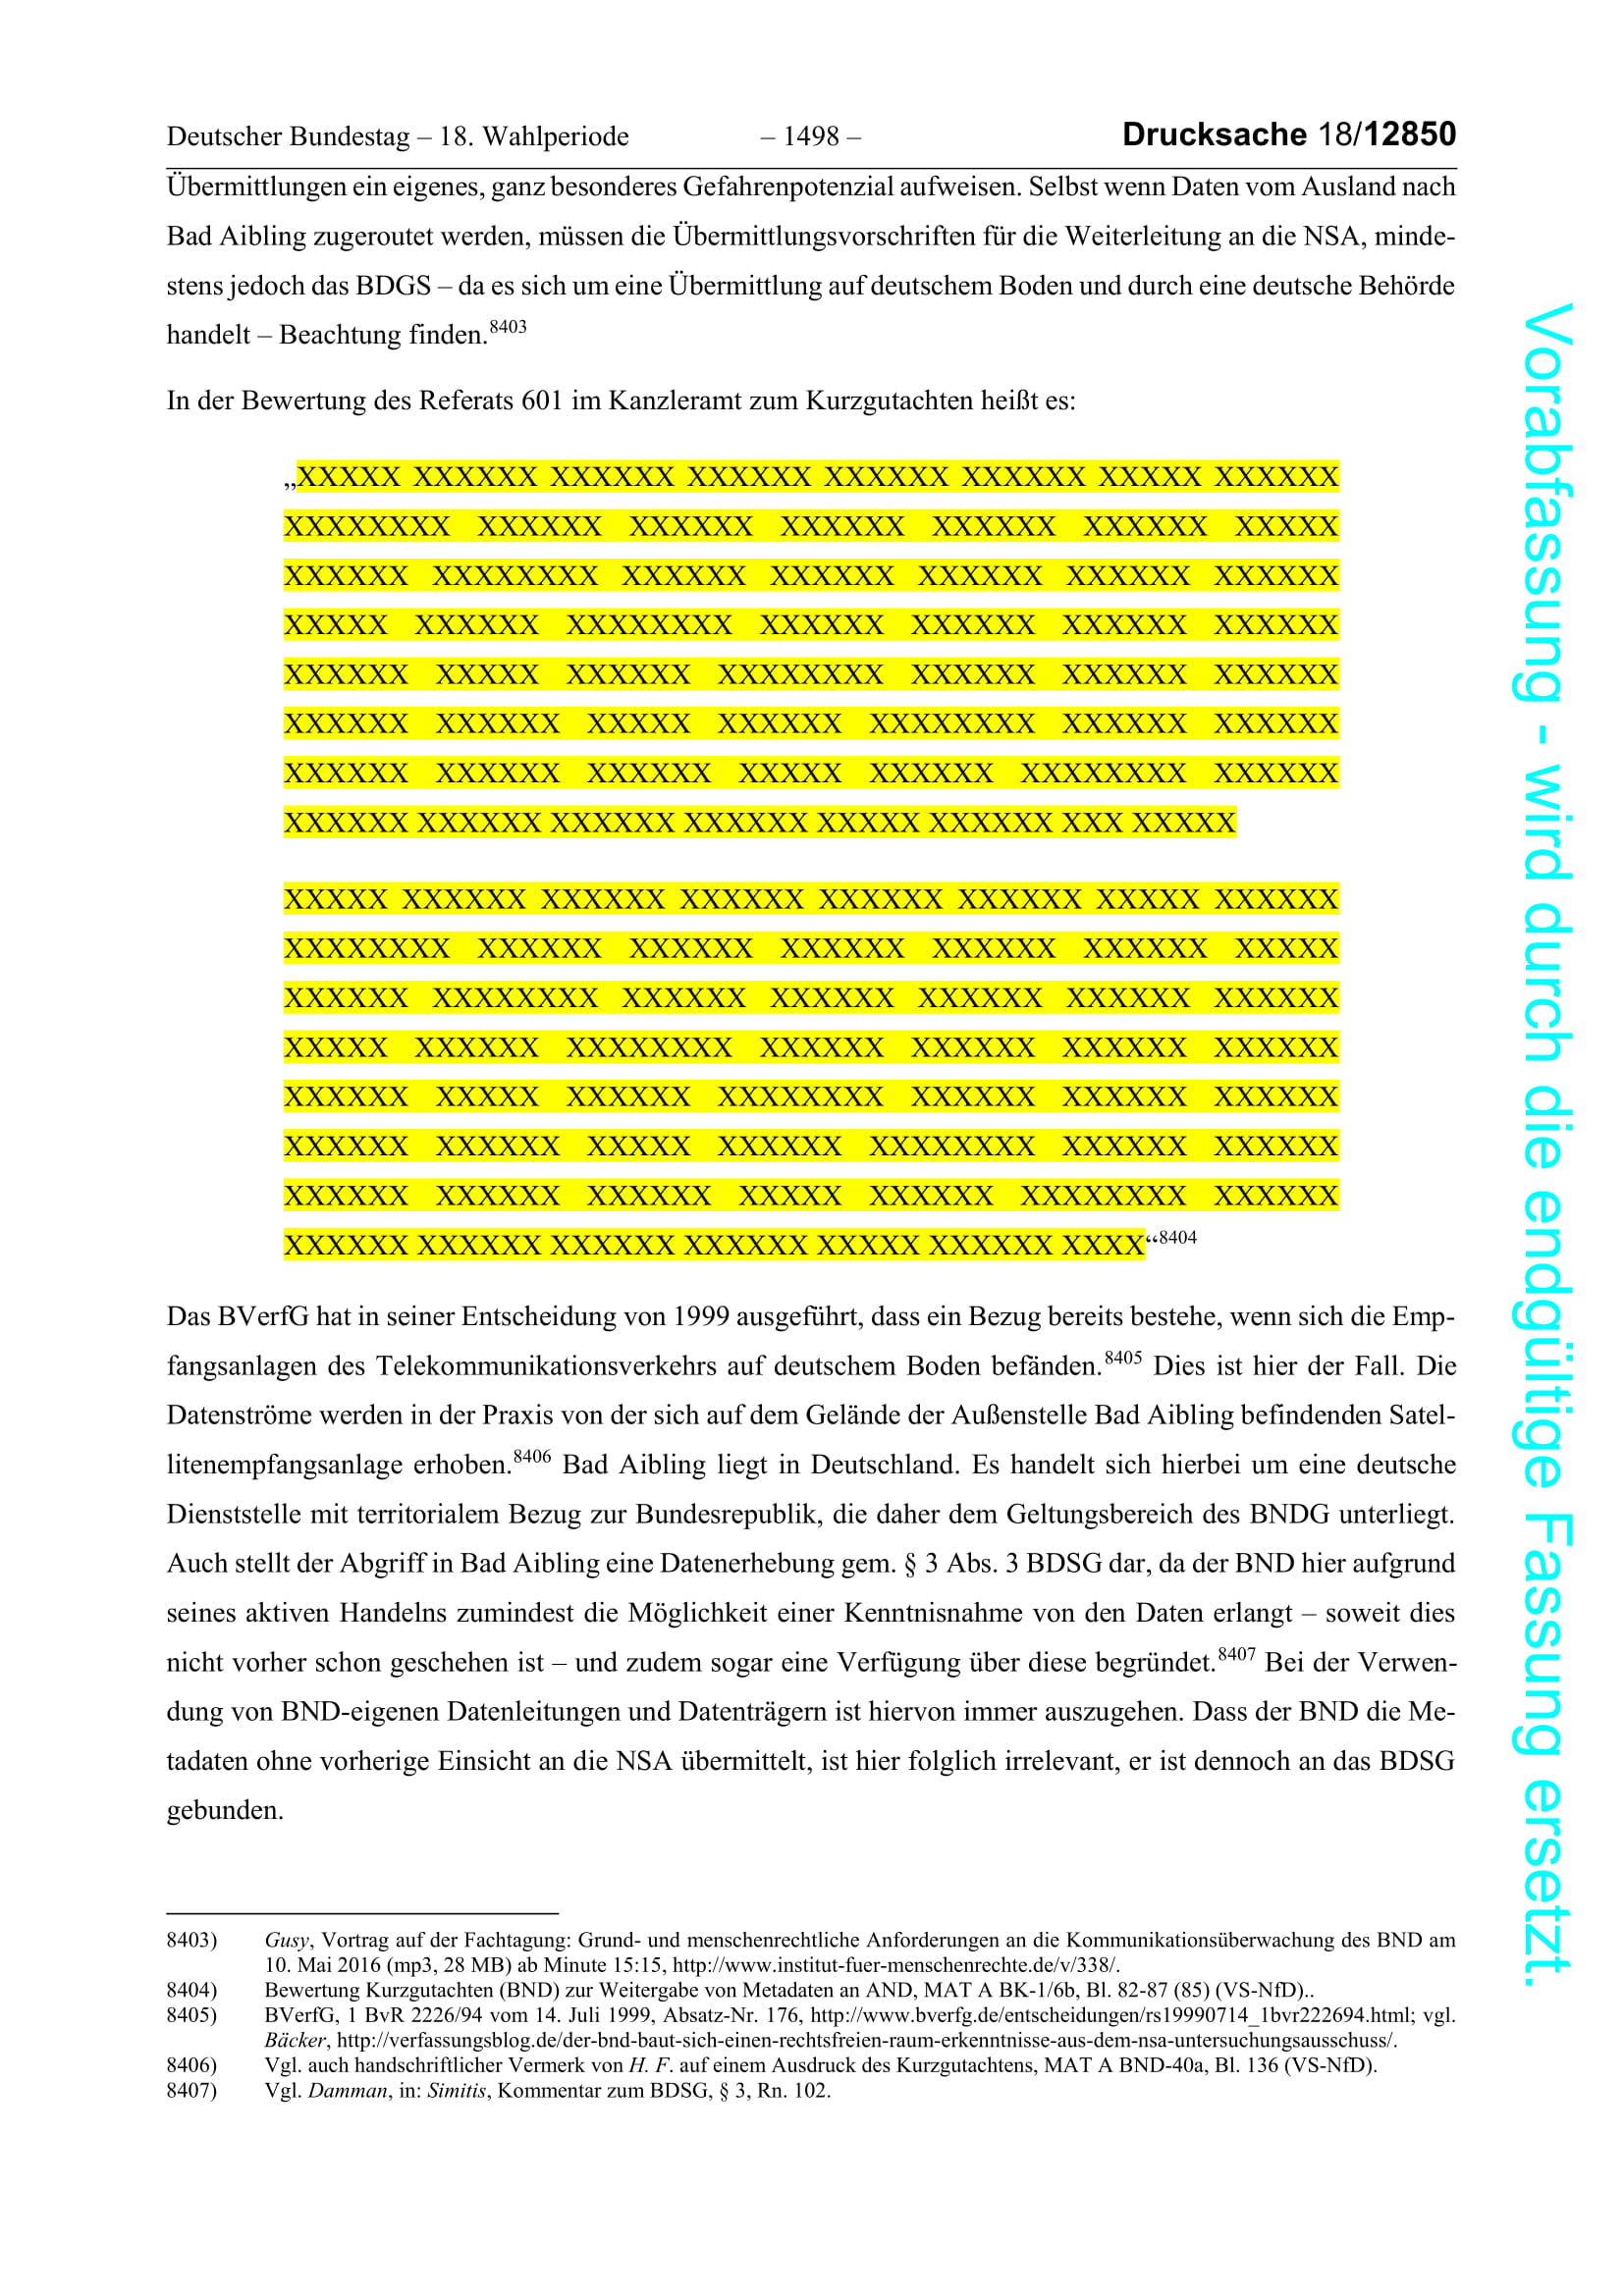 Deutscher Bundestag – 18. Wahlperiode – 1498 – Drucksache 18/12850
Übermittlungen ein eigenes, ganz besonderes Gefahrenpotenzial aufweisen. Selbst wenn Daten vom Ausland nach
Bad Aibling zugeroutet werden, müssen die Übermittlungsvorschriften für die Weiterleitung an die NSA, minde-
stens jedoch das BDGS – da es sich um eine Übermittlung auf deutschem Boden und durch eine deutsche Behörde
handelt – Beachtung finden.8403
In der Bewertung des Referats 601 im Kanzleramt zum Kurzgutachten heißt es:
„XXXXX XXXXXX XXXXXX XXXXXX XXXXXX XXXXXX XXXXX XXXXXX
XXXXXXXX XXXXXX XXXXXX XXXXXX XXXXXX XXXXXX XXXXX
XXXXXX XXXXXXXX XXXXXX XXXXXX XXXXXX XXXXXX XXXXXX
XXXXX XXXXXX XXXXXXXX XXXXXX XXXXXX XXXXXX XXXXXX
XXXXXX XXXXX XXXXXX XXXXXXXX XXXXXX XXXXXX XXXXXX
XXXXXX XXXXXX XXXXX XXXXXX XXXXXXXX XXXXXX XXXXXX
XXXXXX XXXXXX XXXXXX XXXXX XXXXXX XXXXXXXX XXXXXX
XXXXXX XXXXXX XXXXXX XXXXXX XXXXX XXXXXX XXX XXXXX
XXXXX XXXXXX XXXXXX XXXXXX XXXXXX XXXXXX XXXXX XXXXXX
XXXXXXXX XXXXXX XXXXXX XXXXXX XXXXXX XXXXXX XXXXX
XXXXXX XXXXXXXX XXXXXX XXXXXX XXXXXX XXXXXX XXXXXX
XXXXX XXXXXX XXXXXXXX XXXXXX XXXXXX XXXXXX XXXXXX
XXXXXX XXXXX XXXXXX XXXXXXXX XXXXXX XXXXXX XXXXXX
XXXXXX XXXXXX XXXXX XXXXXX XXXXXXXX XXXXXX XXXXXX
XXXXXX XXXXXX XXXXXX XXXXX XXXXXX XXXXXXXX XXXXXX
XXXXXX XXXXXX XXXXXX XXXXXX XXXXX XXXXXX XXXX“8404
Das BVerfG hat in seiner Entscheidung von 1999 ausgeführt, dass ein Bezug bereits bestehe, wenn sich die Emp-
fangsanlagen des Telekommunikationsverkehrs auf deutschem Boden befänden.8405 Dies ist hier der Fall. Die
Datenströme werden in der Praxis von der sich auf dem Gelände der Außenstelle Bad Aibling befindenden Satel-
litenempfangsanlage erhoben.8406 Bad Aibling liegt in Deutschland. Es handelt sich hierbei um eine deutsche
Dienststelle mit territorialem Bezug zur Bundesrepublik, die daher dem Geltungsbereich des BNDG unterliegt.
Auch stellt der Abgriff in Bad Aibling eine Datenerhebung gem. § 3 Abs. 3 BDSG dar, da der BND hier aufgrund
seines aktiven Handelns zumindest die Möglichkeit einer Kenntnisnahme von den Daten erlangt – soweit dies
nicht vorher schon geschehen ist – und zudem sogar eine Verfügung über diese begründet.8407 Bei der Verwen-
dung von BND-eigenen Datenleitungen und Datenträgern ist hiervon immer auszugehen. Dass der BND die Me-
tadaten ohne vorherige Einsicht an die NSA übermittelt, ist hier folglich irrelevant, er ist dennoch an das BDSG
gebunden.
8403) Gusy, Vortrag auf der Fachtagung: Grund- und menschenrechtliche Anforderungen an die Kommunikationsüberwachung des BND am
10. Mai 2016 (mp3, 28 MB) ab Minute 15:15, http://www.institut-fuer-menschenrechte.de/v/338/.
8404) Bewertung Kurzgutachten (BND) zur Weitergabe von Metadaten an AND, MAT A BK-1/6b, Bl. 82-87 (85) (VS-NfD)..
8405) BVerfG, 1 BvR 2226/94 vom 14. Juli 1999, Absatz-Nr. 176, http://www.bverfg.de/entscheidungen/rs19990714_1bvr222694.html; vgl.
Bäcker, http://verfassungsblog.de/der-bnd-baut-sich-einen-rechtsfreien-raum-erkenntnisse-aus-dem-nsa-untersuchungsausschuss/.
8406) Vgl. auch handschriftlicher Vermerk von H. F. auf einem Ausdruck des Kurzgutachtens, MAT A BND-40a, Bl. 136 (VS-NfD).
8407) Vgl. Damman, in: Simitis, Kommentar zum BDSG, § 3, Rn. 102.
Vorabfassung - wird durch die endgültige Fassung ersetzt.